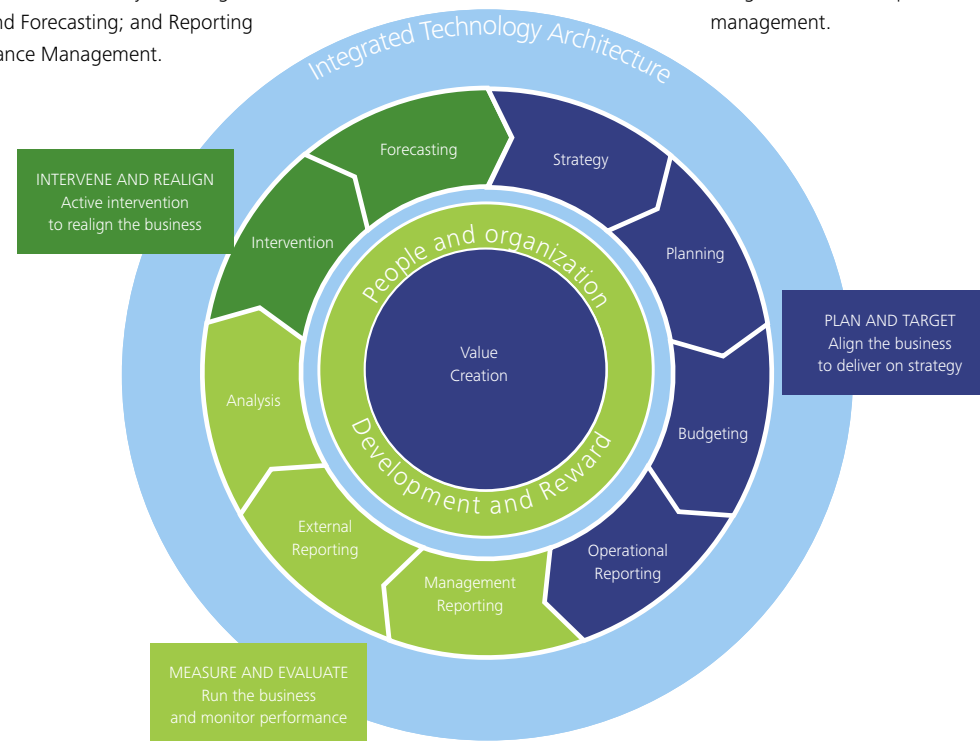 and Forecasting; and Reporting
Management.
management.
Integrated Technology Architecture
Forecasting
Strategy
INTERVENE AND REALIGN
Active intervention
to realign the business
Intervention
Planning
People and organization
PLAN AND TARGET
Align the business
to deliver on strategy
Value
Creation
Analysis
Budgeting
Development and Reward
External
Reporting
Operational
Reporting
Management
Reporting
MEASURE AND EVALUATE
Run the business
and monitor performance